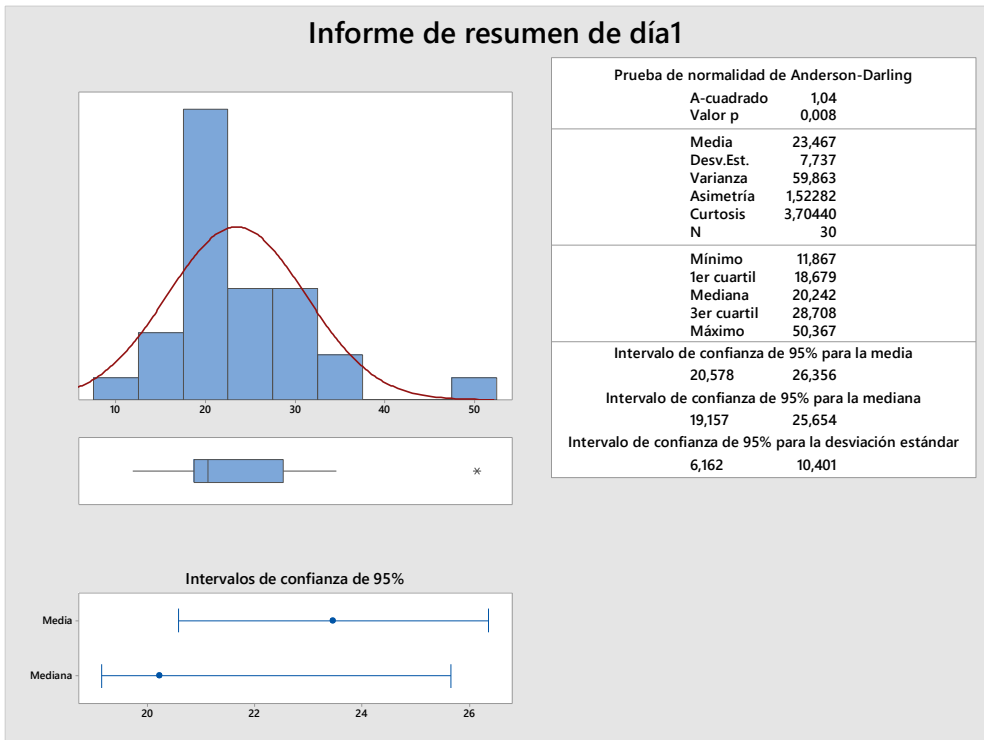 Informe de resumen de día1
10 20 30 40 50
Intervalos de confianza de 95%
Media
Mediana
20 22 24 26
Prueba de normalidad de Anderson-Darling
A-cuadrado 1,04
Valor p 0,008
Media 23,467
Desv.Est. 7,737
Varianza 59,863
Asimetría 1,52282
Curtosis 3,70440
N 30
Mínimo 11,867
1er cuartil 18,679
Mediana 20,242
3er cuartil 28,708
Máximo 50,367
Intervalo de confianza de 95% para la media
20,578 26,356
Intervalo de confianza de 95% para la mediana
19,157 25,654
Intervalo de confianza de 95% para la desviación estándar
6,162 10,401